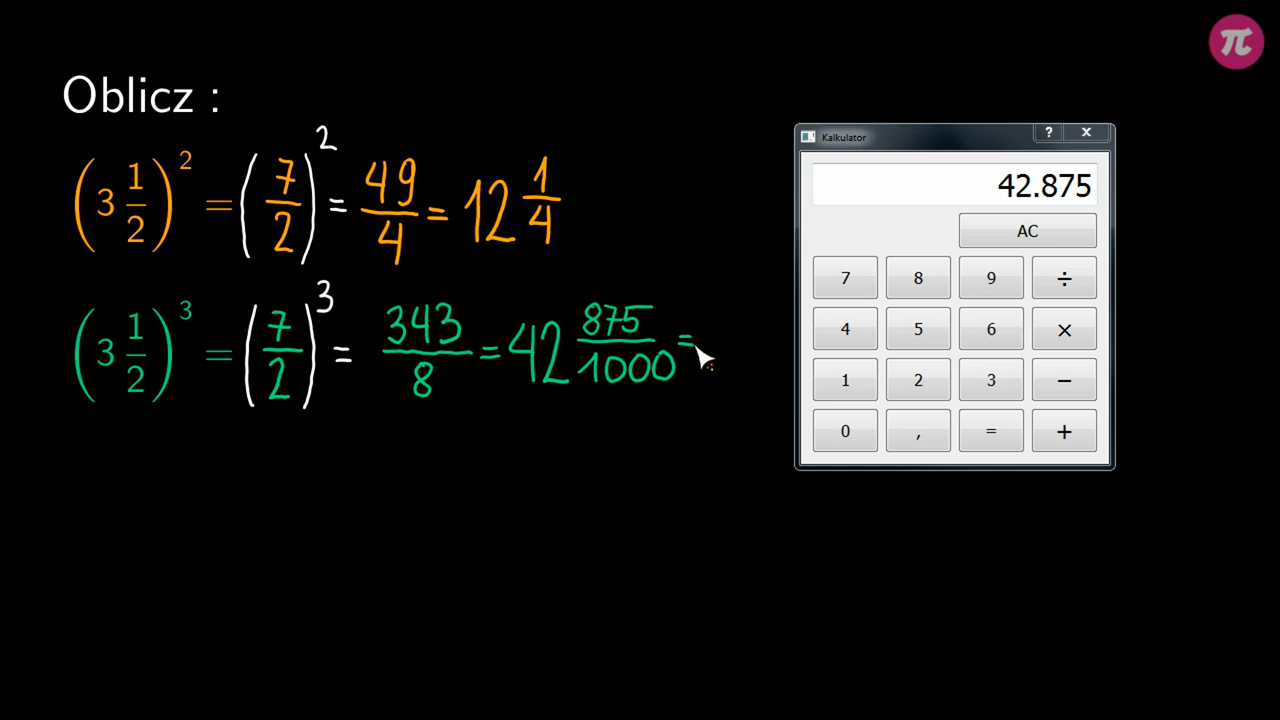 π
Oblicz :
(3 1/2)² = (7/2)² = 49/4 = 12 1/4
(3 1/2)³ = (7/2)³ = 343/8 = 42 875/1000 =
Kalkulator ? x
42.875
AC
7 8 9 ÷
4 5 6 ×
1 2 3 −
0 , = +